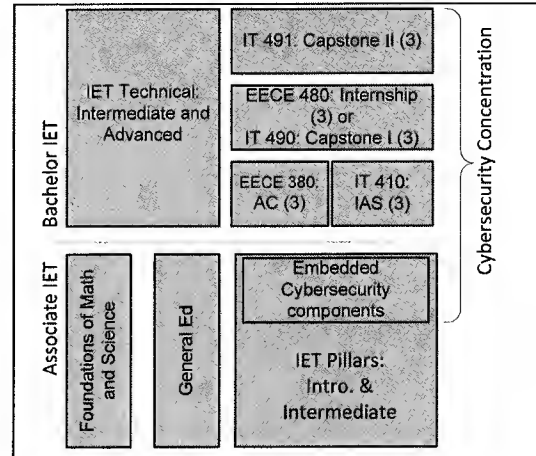 Bachelor IET
IET Technical:
Intermediate and
Advanced
IT 491: Capstone II (3)
EECE 480: Internship
(3) or
IT 490: Capstone I (3)
EECE 380:
AC (3)
IT 410:
IAS (3)
Cybersecurity Concentration
Associate IET
Foundations of Math
and Science
General Ed
Embedded
Cybersecurity
components
IET Pillars:
Intro. &
Intermediate